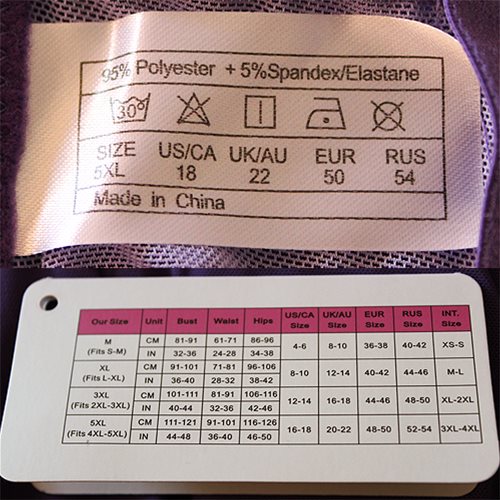 95% Polyester + 5%Spandex/Elastane
30°
SIZE US/CA UK/AU EUR RUS
5XL 18 22 50 54
Made in China
Our Size Unit Bust Waist Hips US/CA Size UK/AU Size EUR Size RUS Size INT. Size
M (Fits S-M) CM 81-91 61-71 86-96 4-6 8-10 36-38 40-42 XS-S
IN 32-36 24-28 34-38
XL (Fits L-XL) CM 91-101 71-81 96-106 8-10 12-14 40-42 44-46 M-L
IN 36-40 28-32 38-42
3XL (Fits 2XL-3XL) CM 101-111 81-91 106-116 12-14 16-18 44-46 48-50 XL-2XL
IN 40-44 32-36 42-46
5XL (Fits 4XL-5XL) CM 111-121 91-101 116-126 16-18 20-22 48-50 52-54 3XL-4XL
IN 44-48 36-40 46-50